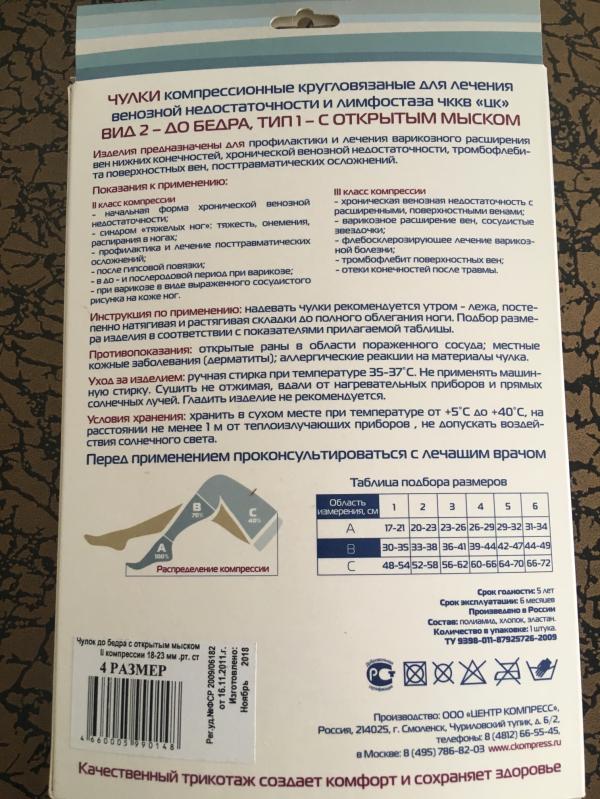 ЧУЛКИ компрессионные кругловязаные для лечения
венозной недостаточности и лимфостаза чккв «цк»
ВИД 2 – ДО БЕДРА, ТИП 1 – С ОТКРЫТЫМ МЫСКОМ
Изделия предназначены для профилактики и лечения варикозного расширения
вен нижних конечностей, хронической венозной недостаточности, тромбофлеби-
та поверхностных вен, посттравматических осложнений.
Показания к применению:
II класс компрессии
- начальная форма хронической венозной
недостаточности;
- синдром «тяжелых ног»: тяжесть, онемения,
распирания в ногах;
- профилактика и лечение посттравматических
осложнений;
- после гипсовой повязки;
- в до - и послеродовой период при варикозе;
- при варикозе в виде выраженного сосудистого
рисунка на коже ног.
III класс компрессии
- хроническая венозная недостаточность с
расширенными, поверхностными венами;
- варикозное расширение вен, сосудистые
звездочки;
- флебосклерозирующее лечение варикоз-
ной болезни;
- тромбофлебит поверхностных вен;
- отеки конечностей после травмы.
Инструкция по применению: надевать чулки рекомендуется утром - лежа, посте-
пенно натягивая и растягивая складки до полного облегания ноги. Подбор разме-
ра изделия в соответствии с показателями прилагаемой таблицы.
Противопоказания: открытые раны в области пораженного сосуда; местные
кожные заболевания (дерматиты); аллергические реакции на материалы чулка.
Уход за изделием: ручная стирка при температуре 35-37°С. Не применять машин-
ную стирку. Сушить не отжимая, вдали от нагревательных приборов и прямых
солнечных лучей. Гладить изделие не рекомендуется.
Условия хранения: хранить в сухом месте при температуре от +5°С до +40°С, на
расстоянии не менее 1 м от теплоизлучающих приборов , не допускать воздей-
ствия солнечного света.
Перед применением проконсультироваться с лечащим врачом
B
70%
C
40%
A
100%
Распределение компрессии
Таблица подбора размеров
Область измерения, см 1 2 3 4 5 6
A 17-21 20-23 23-26 26-29 29-32 31-34
B 30-35 33-38 36-41 39-44 42-47 44-49
C 48-54 52-58 56-62 60-66 64-70 66-72
Срок годности: 5 лет
Срок эксплуатации: 6 месяцев
Произведено в России
Состав: полиамид, хлопок, эластан.
Количество в упаковке: 1 штука.
ТУ 9398-011-87925726-2009
Чулок до бедра с открытым мыском
II компрессии 18-23 мм .рт. ст
4 РАЗМЕР
4 660005 990148
Рег.уд.№ФСР 2009/06182
от 16.11.2011.г.
Изготовлено:
Ноябрь 2018
Добровольная
сертификация
Производство: ООО «ЦЕНТР КОМПРЕСС»,
Россия, 214025, г. Смоленск, Чуриловский тупик, д. 6/2,
телефоны: 8 (4812) 66-55-45,
в Москве: 8 (495) 786-82-03 www.ckompress.ru
Качественный трикотаж создает комфорт и сохраняет здоровье